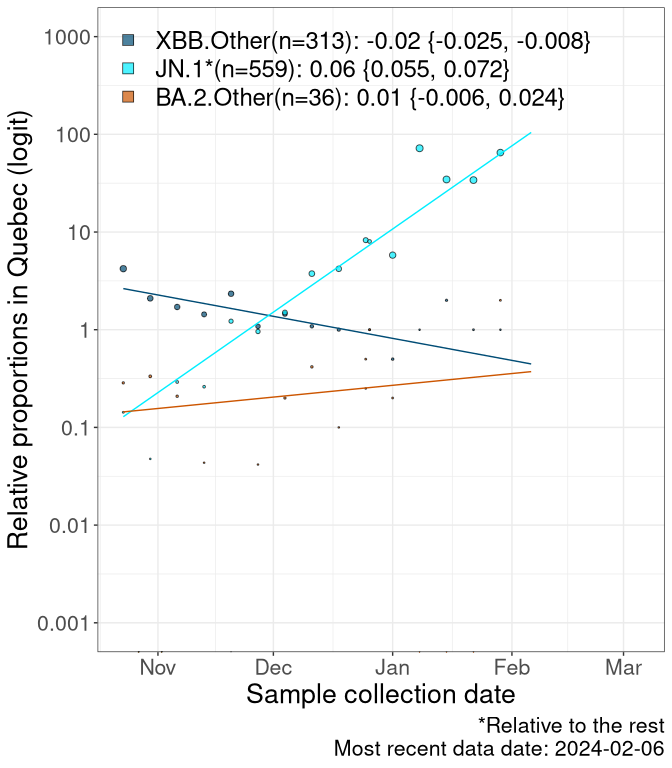 1000
100
10
1
0.1
0.01
0.001
Relative proportions in Quebec (logit)
XBB.Other(n=313): -0.02 {-0.025, -0.008}
JN.1*(n=559): 0.06 {0.055, 0.072}
BA.2.Other(n=36): 0.01 {-0.006, 0.024}
Nov Dec Jan Feb Mar
Sample collection date
*Relative to the rest
Most recent data date: 2024-02-06